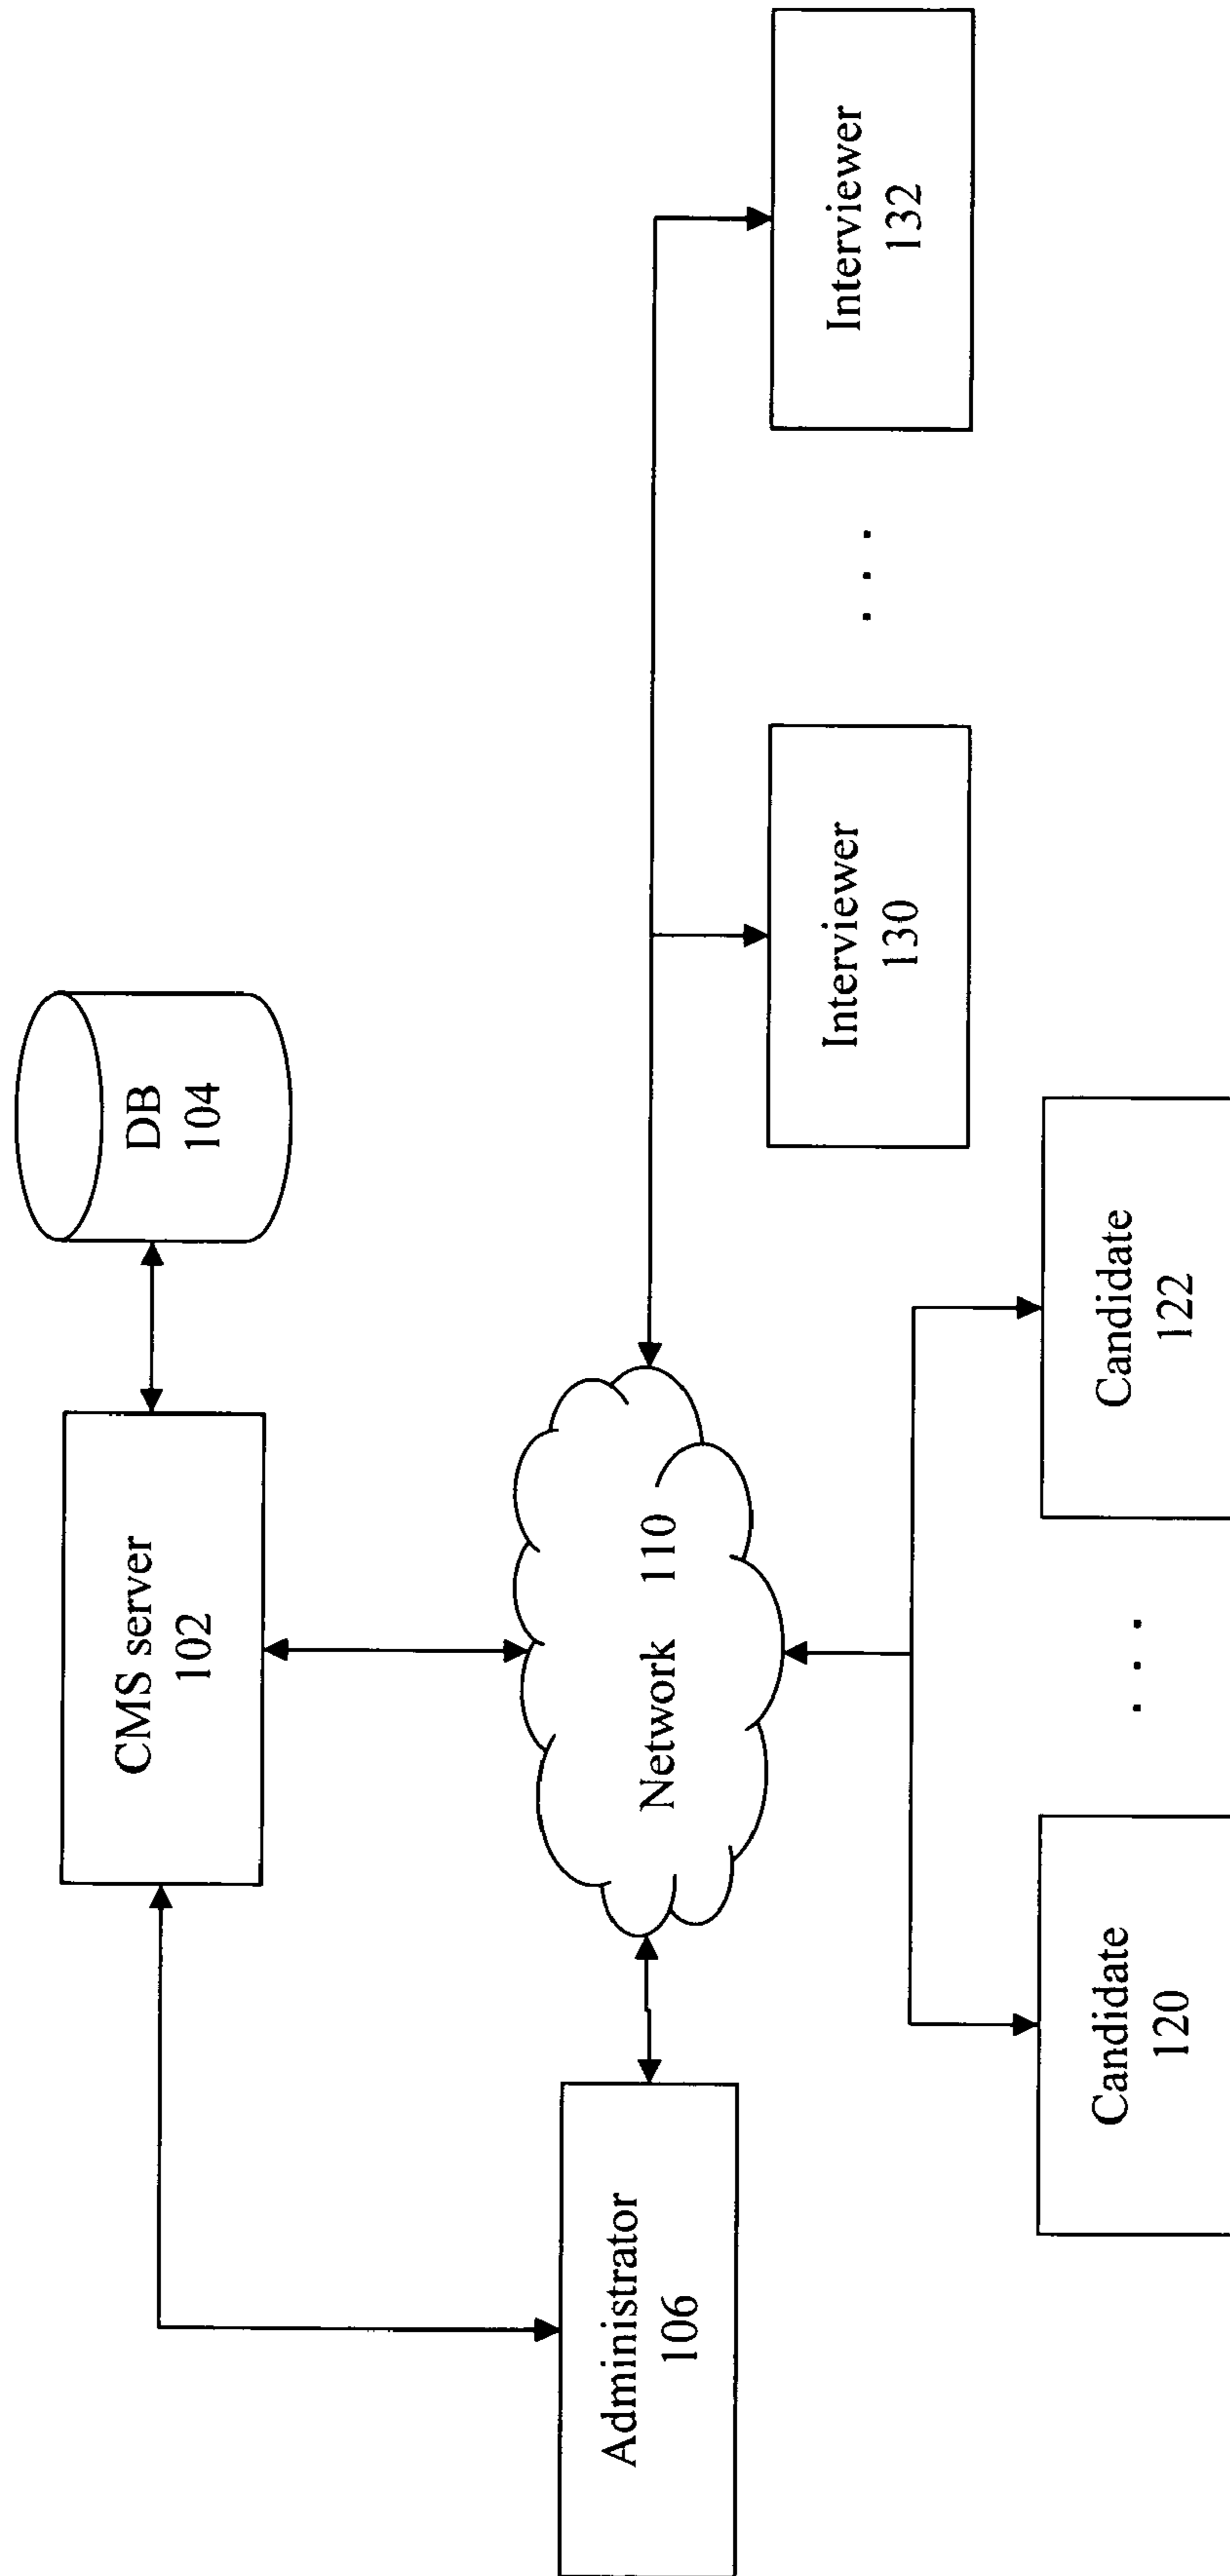 CMS server
102
DB
104
Administrator
106
Network 110
Interviewer
130
. . .
Interviewer
132
Candidate
120
. . .
Candidate
122